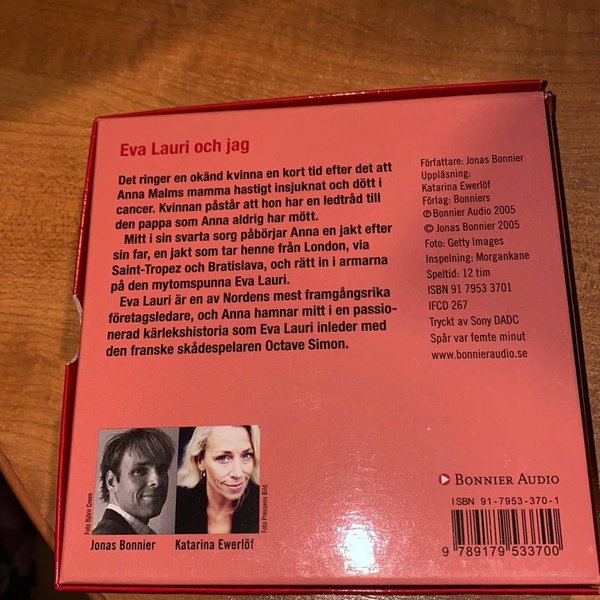 Eva Lauri och jag
Det ringer en okänd kvinna en kort tid efter det att
Anna Malms mamma hastigt insjuknat och dött i
cancer. Kvinnan påstår att hon har en ledtråd till
den pappa som Anna aldrig har mött.
Mitt i sin svarta sorg påbörjar Anna en jakt efter
sin far, en jakt som tar henne från London, via
Saint-Tropez och Bratislava, och rätt in i armarna
på den mytomspunna Eva Lauri.
Eva Lauri är en av Nordens mest framgångsrika
företagsledare, och Anna hamnar mitt i en passio-
nerad kärlekshistoria som Eva Lauri inleder med
den franske skådespelaren Octave Simon.
Författare: Jonas Bonnier
Uppläsning:
Katarina Ewerlöf
Förlag: Bonniers
℗ Bonnier Audio 2005
© Jonas Bonnier 2005
Foto: Getty Images
Inspelning: Morgankane
Speltid: 12 tim
ISBN 91 7953 3701
IFCD 267
Tryckt av Sony DADC
Spår var femte minut
www.bonnieraudio.se
Foto Björn Green
Foto Pressens Bild
Jonas Bonnier
Katarina Ewerlöf
BONNIER AUDIO
ISBN 91-7953-370-1
9 789179 533700